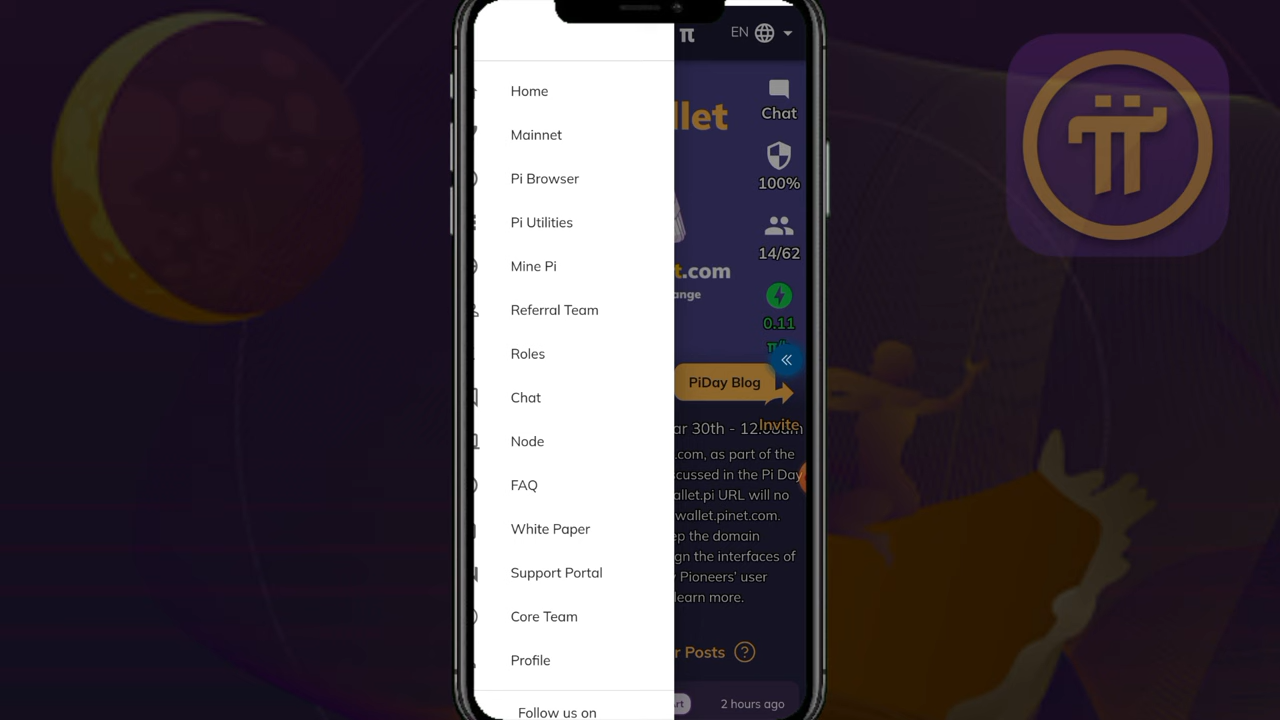 π
EN
Home
Mainnet
Pi Browser
Pi Utilities
Mine Pi
Referral Team
Roles
Chat
Node
FAQ
White Paper
Support Portal
Core Team
Profile
Follow us on
llet
Chat
100%
14/62
t.com
ange
0.11
PiDay Blog
Invite
ar 30th - 12:
.com, as part of the
scussed in the Pi Day
allet.pi URL will no
wallet.pinet.com.
ep the domain
gn the interfaces of
Pioneers' user
learn more.
r Posts ?
2 hours ago